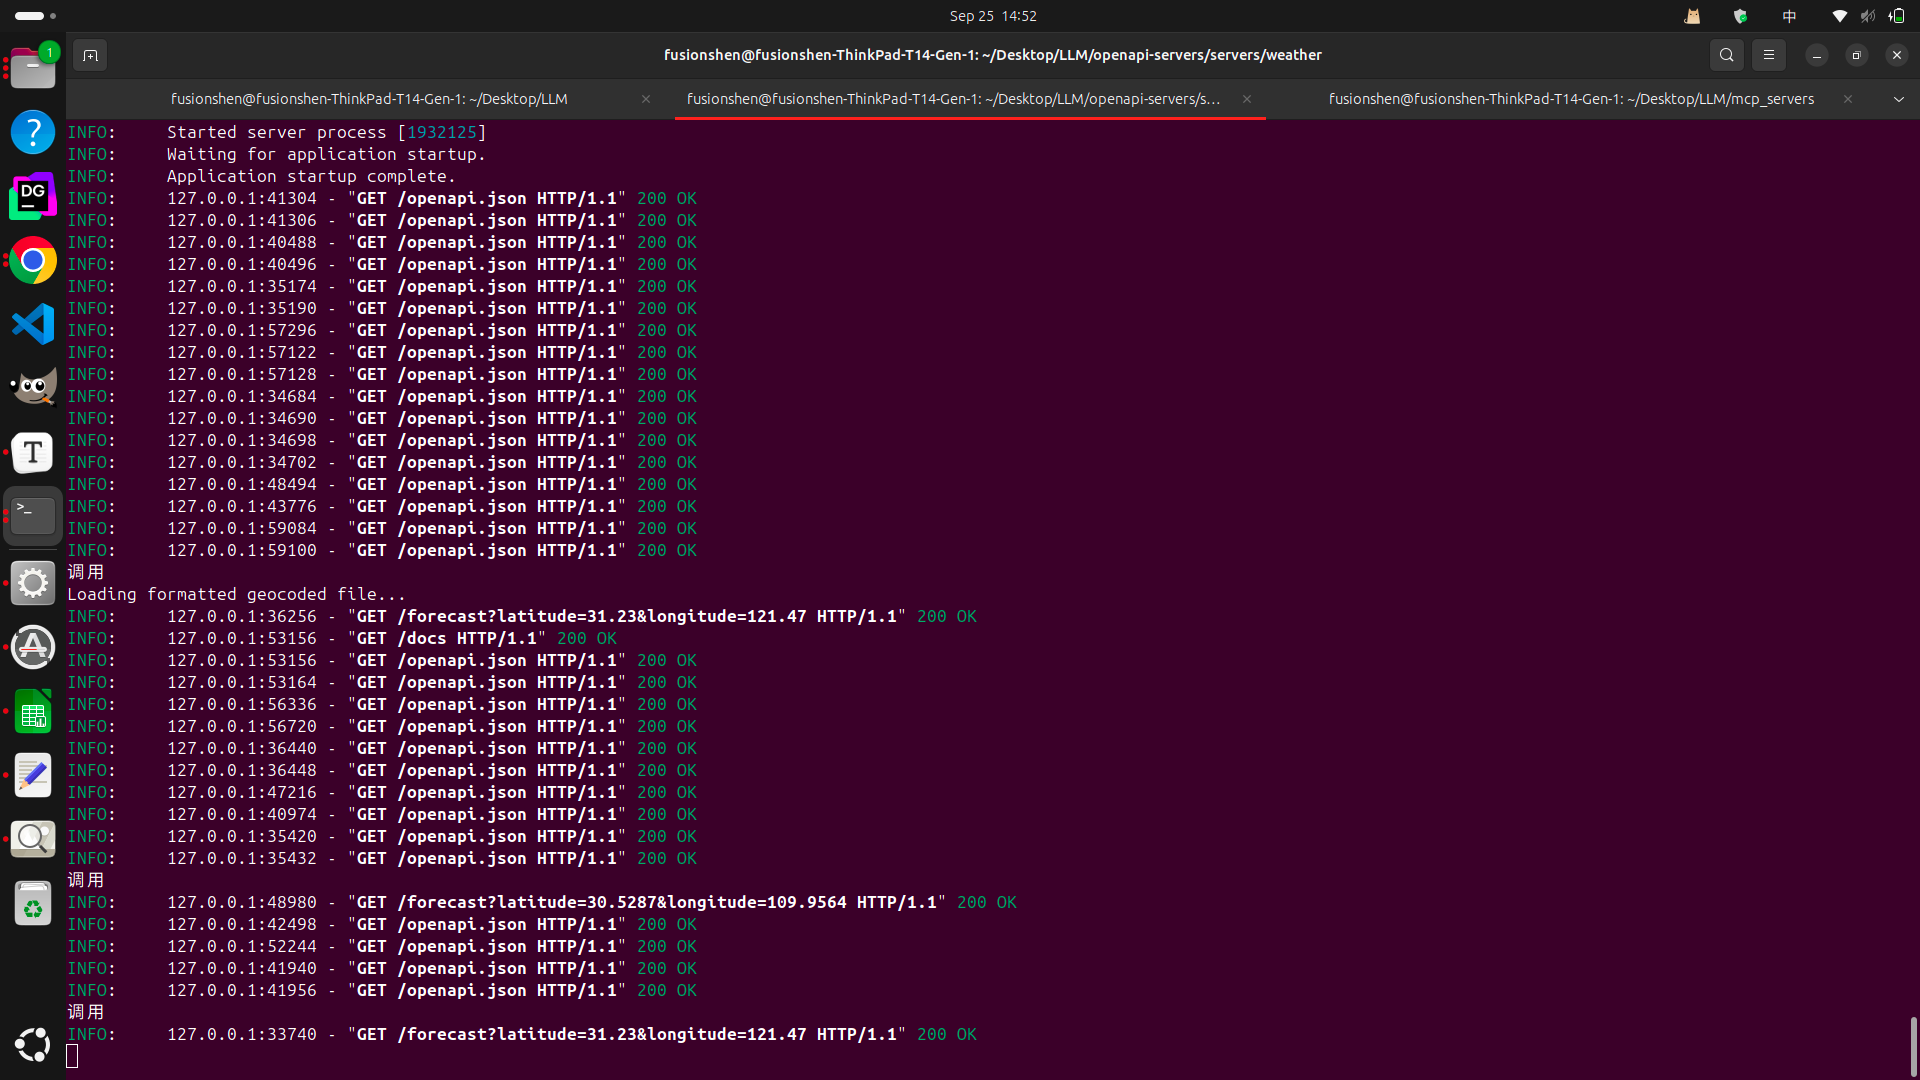 Sep 25 14:52
中
1
fusionshen@fusionshen-ThinkPad-T14-Gen-1: ~/Desktop/LLM/openapi-servers/servers/weather
fusionshen@fusionshen-ThinkPad-T14-Gen-1: ~/Desktop/LLM
fusionshen@fusionshen-ThinkPad-T14-Gen-1: ~/Desktop/LLM/openapi-servers/s...
fusionshen@fusionshen-ThinkPad-T14-Gen-1: ~/Desktop/LLM/mcp_servers
?
DG
T
>_
A
INFO: Started server process [1932125]
INFO: Waiting for application startup.
INFO: Application startup complete.
INFO: 127.0.0.1:41304 - "GET /openapi.json HTTP/1.1" 200 OK
INFO: 127.0.0.1:41306 - "GET /openapi.json HTTP/1.1" 200 OK
INFO: 127.0.0.1:40488 - "GET /openapi.json HTTP/1.1" 200 OK
INFO: 127.0.0.1:40496 - "GET /openapi.json HTTP/1.1" 200 OK
INFO: 127.0.0.1:35174 - "GET /openapi.json HTTP/1.1" 200 OK
INFO: 127.0.0.1:35190 - "GET /openapi.json HTTP/1.1" 200 OK
INFO: 127.0.0.1:57296 - "GET /openapi.json HTTP/1.1" 200 OK
INFO: 127.0.0.1:57122 - "GET /openapi.json HTTP/1.1" 200 OK
INFO: 127.0.0.1:57128 - "GET /openapi.json HTTP/1.1" 200 OK
INFO: 127.0.0.1:34684 - "GET /openapi.json HTTP/1.1" 200 OK
INFO: 127.0.0.1:34690 - "GET /openapi.json HTTP/1.1" 200 OK
INFO: 127.0.0.1:34698 - "GET /openapi.json HTTP/1.1" 200 OK
INFO: 127.0.0.1:34702 - "GET /openapi.json HTTP/1.1" 200 OK
INFO: 127.0.0.1:48494 - "GET /openapi.json HTTP/1.1" 200 OK
INFO: 127.0.0.1:43776 - "GET /openapi.json HTTP/1.1" 200 OK
INFO: 127.0.0.1:59084 - "GET /openapi.json HTTP/1.1" 200 OK
INFO: 127.0.0.1:59100 - "GET /openapi.json HTTP/1.1" 200 OK
调用
Loading formatted geocoded file...
INFO: 127.0.0.1:36256 - "GET /forecast?latitude=31.23&longitude=121.47 HTTP/1.1" 200 OK
INFO: 127.0.0.1:53156 - "GET /docs HTTP/1.1" 200 OK
INFO: 127.0.0.1:53156 - "GET /openapi.json HTTP/1.1" 200 OK
INFO: 127.0.0.1:53164 - "GET /openapi.json HTTP/1.1" 200 OK
INFO: 127.0.0.1:56336 - "GET /openapi.json HTTP/1.1" 200 OK
INFO: 127.0.0.1:56720 - "GET /openapi.json HTTP/1.1" 200 OK
INFO: 127.0.0.1:36440 - "GET /openapi.json HTTP/1.1" 200 OK
INFO: 127.0.0.1:36448 - "GET /openapi.json HTTP/1.1" 200 OK
INFO: 127.0.0.1:47216 - "GET /openapi.json HTTP/1.1" 200 OK
INFO: 127.0.0.1:40974 - "GET /openapi.json HTTP/1.1" 200 OK
INFO: 127.0.0.1:35420 - "GET /openapi.json HTTP/1.1" 200 OK
INFO: 127.0.0.1:35432 - "GET /openapi.json HTTP/1.1" 200 OK
调用
INFO: 127.0.0.1:48980 - "GET /forecast?latitude=30.5287&longitude=109.9564 HTTP/1.1" 200 OK
INFO: 127.0.0.1:42498 - "GET /openapi.json HTTP/1.1" 200 OK
INFO: 127.0.0.1:52244 - "GET /openapi.json HTTP/1.1" 200 OK
INFO: 127.0.0.1:41940 - "GET /openapi.json HTTP/1.1" 200 OK
INFO: 127.0.0.1:41956 - "GET /openapi.json HTTP/1.1" 200 OK
调用
INFO: 127.0.0.1:33740 - "GET /forecast?latitude=31.23&longitude=121.47 HTTP/1.1" 200 OK